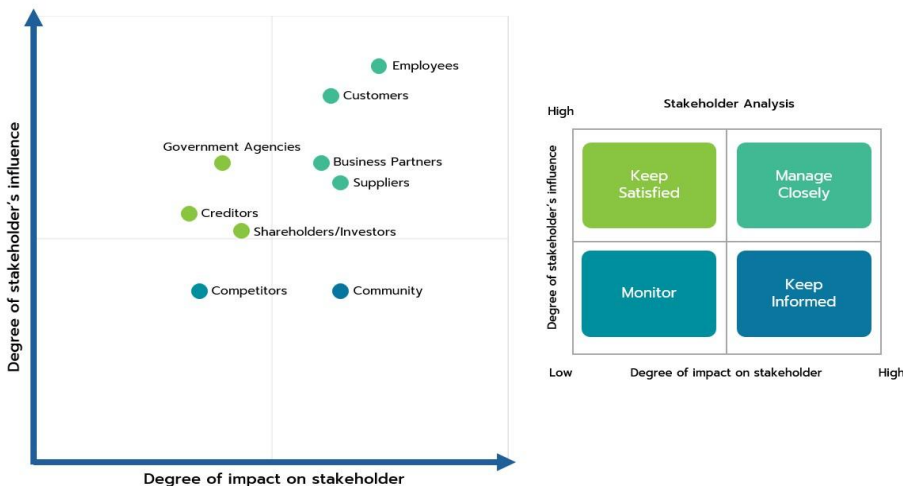 Degree of stakeholder's influence
Employees
Customers
Government Agencies
Business Partners
Suppliers
Creditors
Shareholders/Investors
Competitors
Community
Degree of impact on stakeholder
Stakeholder Analysis
High
Degree of stakeholder's influence
Keep
Satisfied
Manage
Closely
Monitor
Keep
Informed
Low
Degree of impact on stakeholder
High